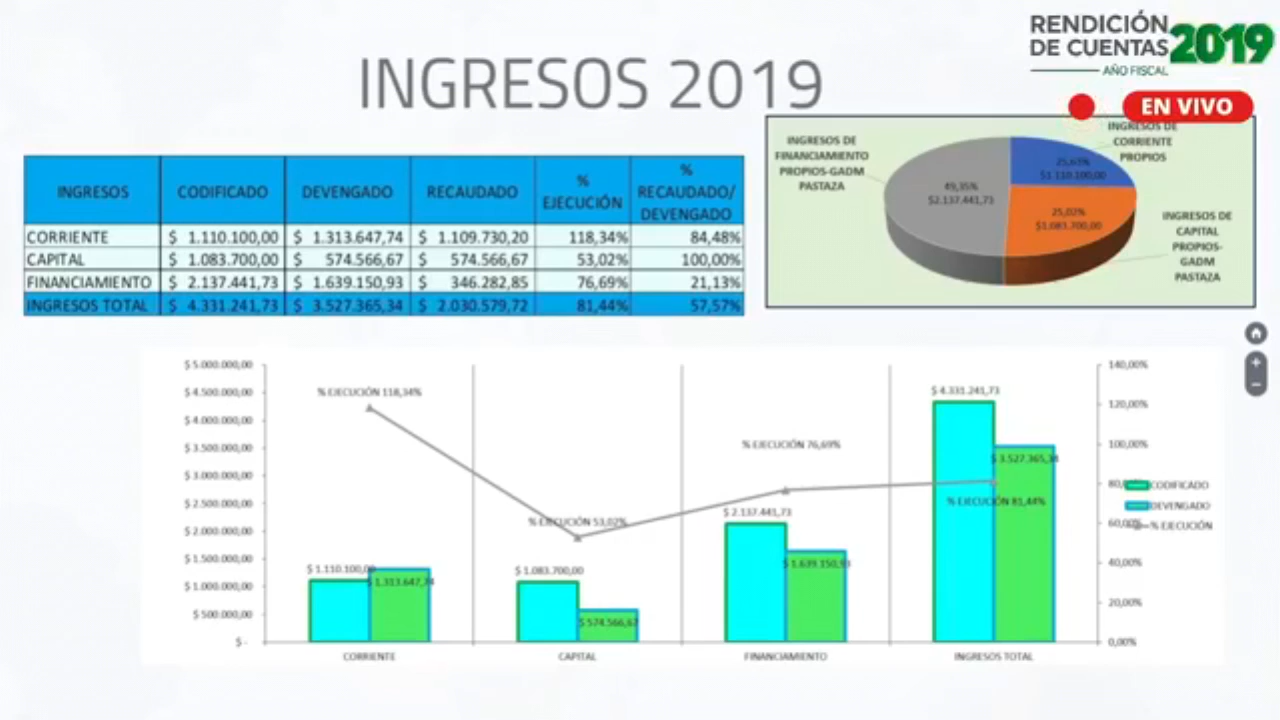 RENDICIÓN
DE CUENTAS 2019
AÑO FISCAL
EN VIVO
INGRESOS 2019
INGRESOS CODIFICADO DEVENGADO RECAUDADO % EJECUCIÓN % RECAUDADO/ DEVENGADO
CORRIENTE $ 1.110.100,00 $ 1.313.647,74 $ 1.109.730,20 118,34% 84,48%
CAPITAL $ 1.083.700,00 $ 574.566,67 $ 574.566,67 53,02% 100,00%
FINANCIAMIENTO $ 2.137.441,73 $ 1.639.150,93 $ 346.282,85 76,69% 21,13%
INGRESOS TOTAL $ 4.331.241,73 $ 3.527.365,34 $ 2.030.579,72 81,44% 57,57%
INGRESOS DE
FINANCIAMIENTO
PROPIOS-GADM
PASTAZA
49,35%
$2.137.441,73
INGRESOS DE
CORRIENTE
PROPIOS
25,63%
$1.110.100,00
25,02%
$1.083.700,00
INGRESOS DE
CAPITAL
PROPIOS-
GADM
PASTAZA
$ 5.000.000,00
$ 4.500.000,00
$ 4.000.000,00
$ 3.500.000,00
$ 3.000.000,00
$ 2.500.000,00
$ 2.000.000,00
$ 1.500.000,00
$ 1.000.000,00
$ 500.000,00
$ -
% EJECUCIÓN 118,34%
$ 1.110.100,00
$ 1.313.647,74
% EJECUCIÓN 53,02%
$ 1.083.700,00
$ 574.566,67
% EJECUCIÓN 76,69%
$ 2.137.441,73
$ 1.639.150,93
$ 4.331.241,73
$ 3.527.365,34
% EJECUCIÓN 81,44%
140,00%
120,00%
100,00%
60,00%
40,00%
20,00%
0,00%
CODIFICADO
DEVENGADO
% EJECUCIÓN
CORRIENTE CAPITAL FINANCIAMIENTO INGRESOS TOTAL